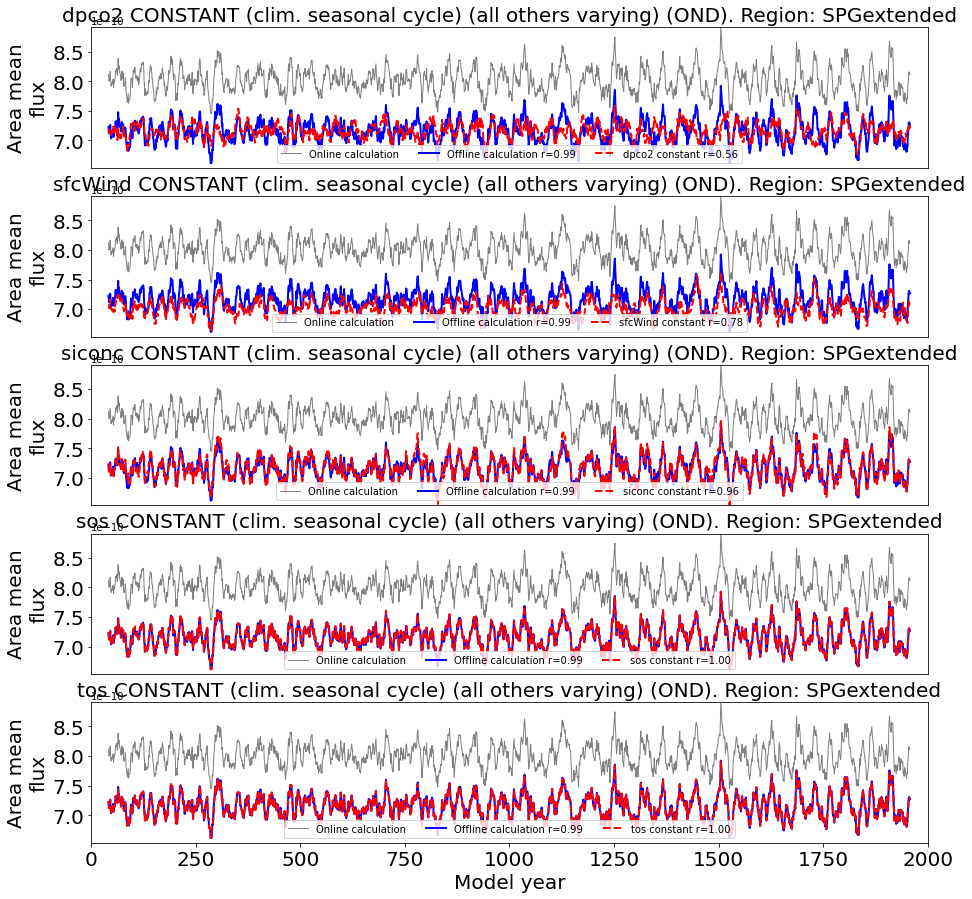 dpco2 CONSTANT (clim. seasonal cycle) (all others varying) (OND). Region: SPGextended
1e−10
8.5
8.0
7.5
7.0
Area mean
flux
Online calculation
Offline calculation r=0.99
dpco2 constant r=0.56
sfcWind CONSTANT (clim. seasonal cycle) (all others varying) (OND). Region: SPGextended
1e−10
8.5
8.0
7.5
7.0
Area mean
flux
Online calculation
Offline calculation r=0.99
sfcWind constant r=0.78
siconc CONSTANT (clim. seasonal cycle) (all others varying) (OND). Region: SPGextended
1e−10
8.5
8.0
7.5
7.0
Area mean
flux
Online calculation
Offline calculation r=0.99
siconc constant r=0.96
sos CONSTANT (clim. seasonal cycle) (all others varying) (OND). Region: SPGextended
1e−10
8.5
8.0
7.5
7.0
Area mean
flux
Online calculation
Offline calculation r=0.99
sos constant r=1.00
tos CONSTANT (clim. seasonal cycle) (all others varying) (OND). Region: SPGextended
1e−10
8.5
8.0
7.5
7.0
Area mean
flux
Online calculation
Offline calculation r=0.99
tos constant r=1.00
0
250
500
750
1000
1250
1500
1750
2000
Model year